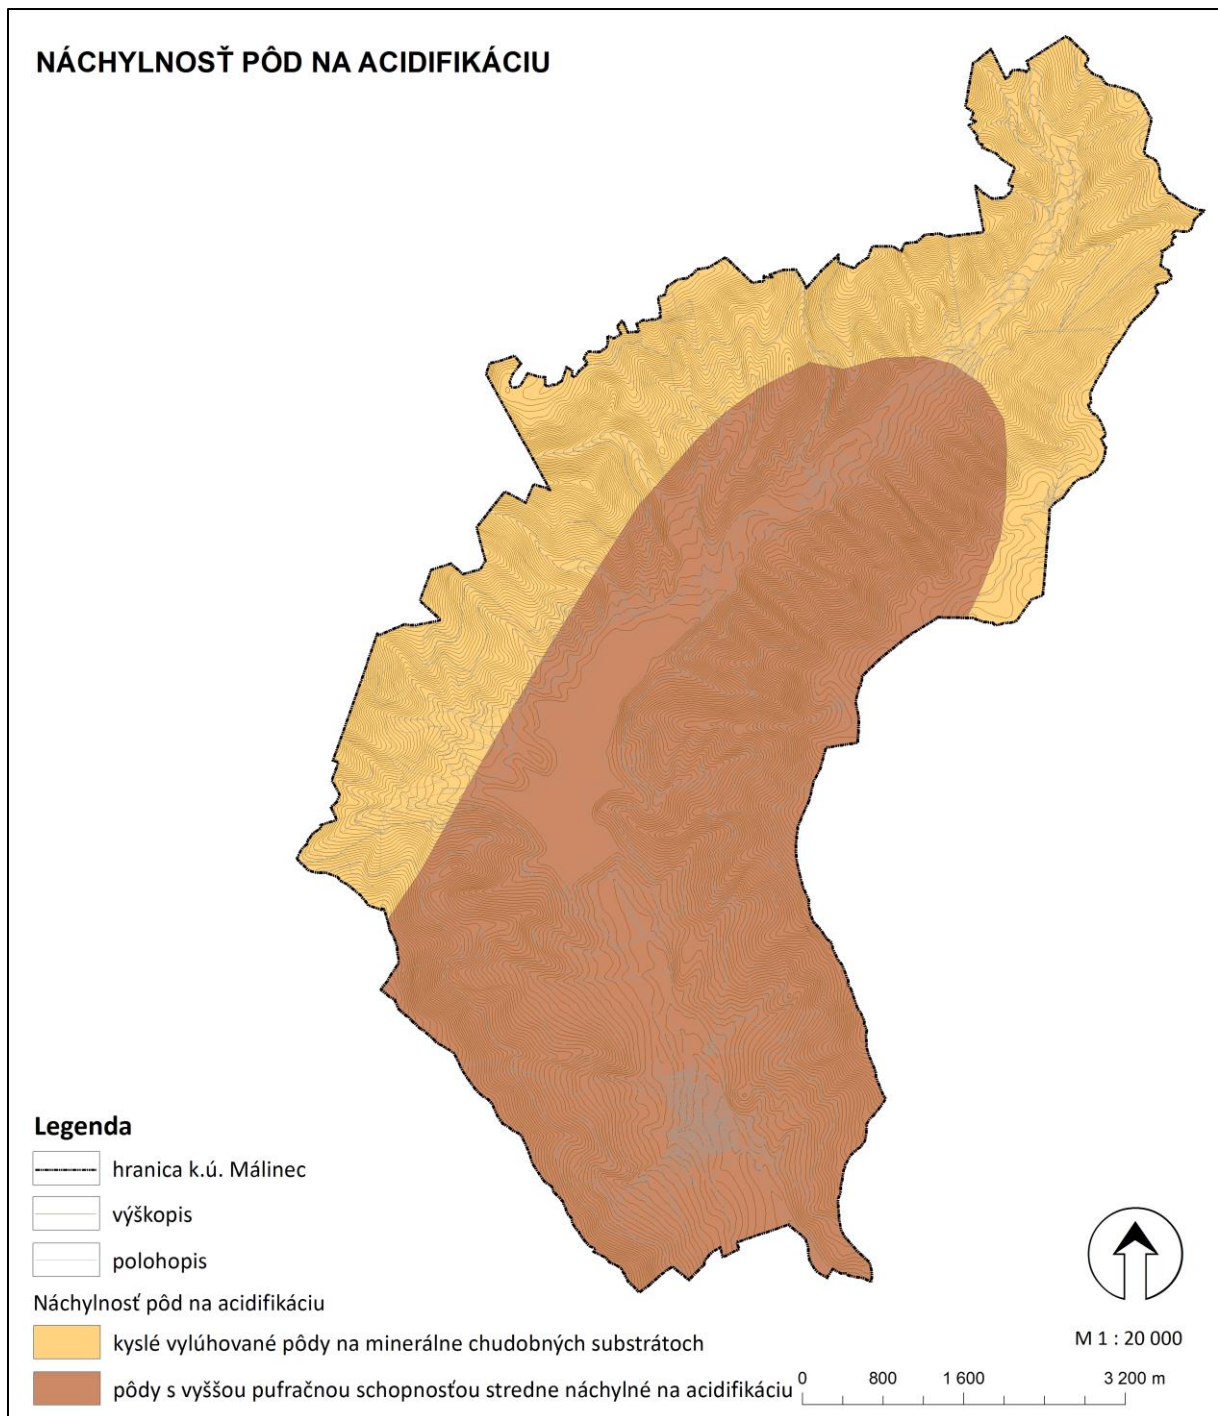 NÁCHYLNOSŤ PÔD NA ACIDIFIKÁCIU
Legenda
hranica k.ú. Málinec
výškopis
polohopis
Náchylnosť pôd na acidifikáciu
kyslé vylúhované pôdy na minerálne chudobných substrátoch
pôdy s vyššou pufračnou schopnosťou stredne náchylné na acidifikáciu
M 1 : 20 000
0 800 1 600 3 200 m